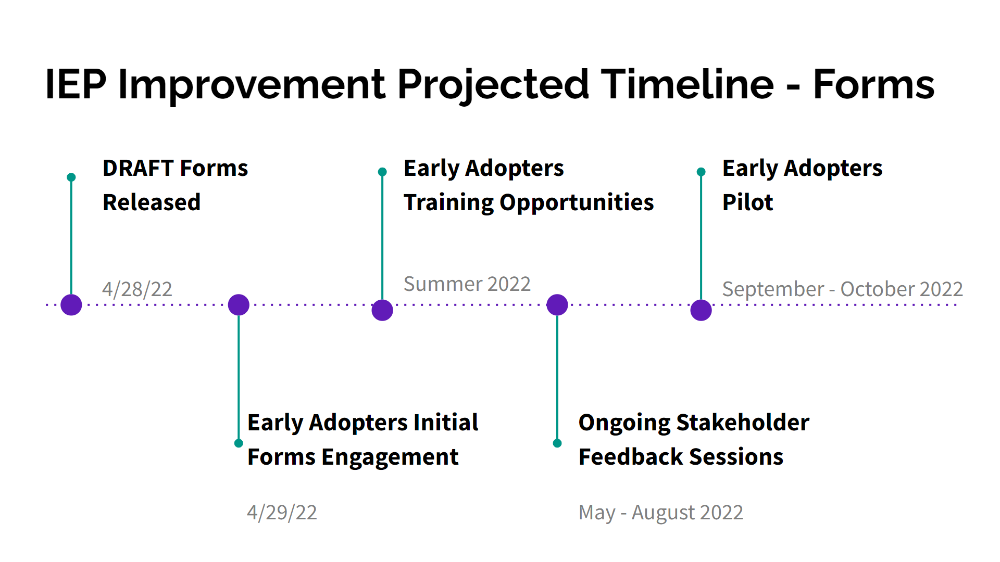 IEP Improvement Projected Timeline - Forms
DRAFT Forms
Released
4/28/22
Early Adopters Initial
Forms Engagement
4/29/22
Early Adopters
Training Opportunities
Summer 2022
Ongoing Stakeholder
Feedback Sessions
May - August 2022
Early Adopters
Pilot
September - October 2022